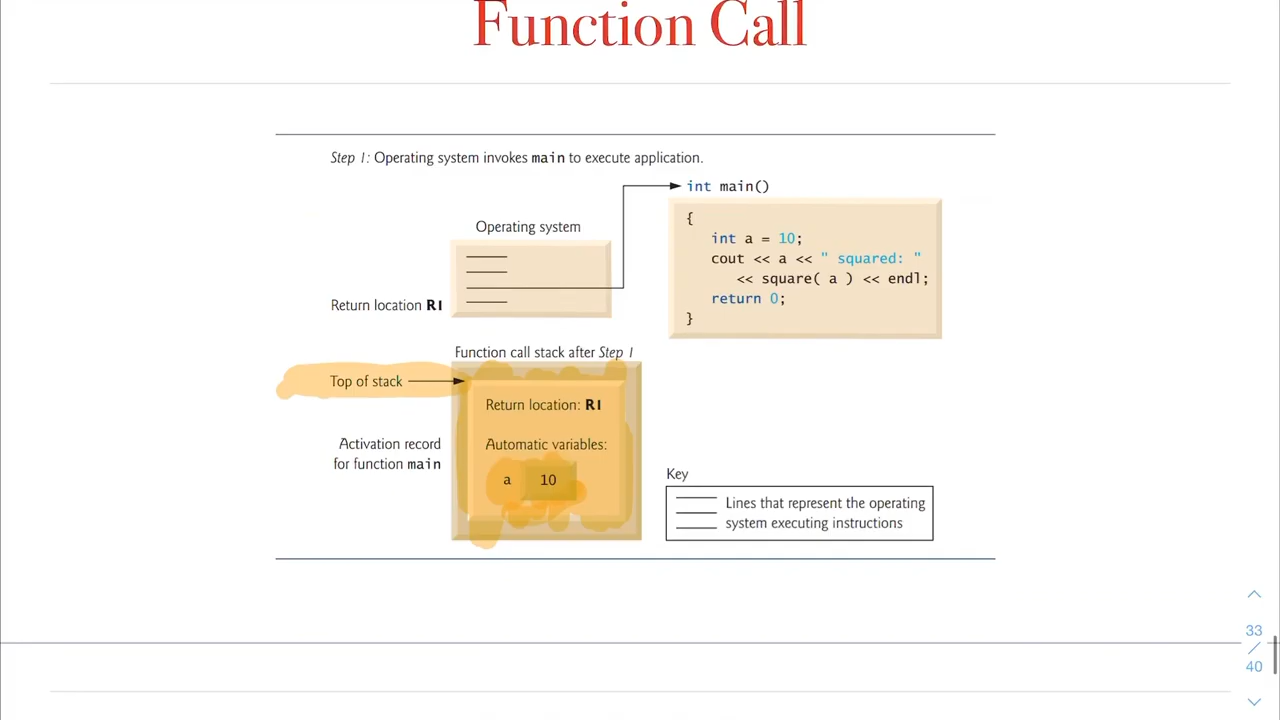 Function Call
Step 1: Operating system invokes main to execute application.
int main()
{
int a = 10;
cout << a << " squared: "
<< square( a ) << endl;
return 0;
}
Operating system
Return location R1
Function call stack after Step 1
Top of stack
Return location: R1
Automatic variables:
a 10
Activation record
for function main
Key
Lines that represent the operating
system executing instructions
33
/
40